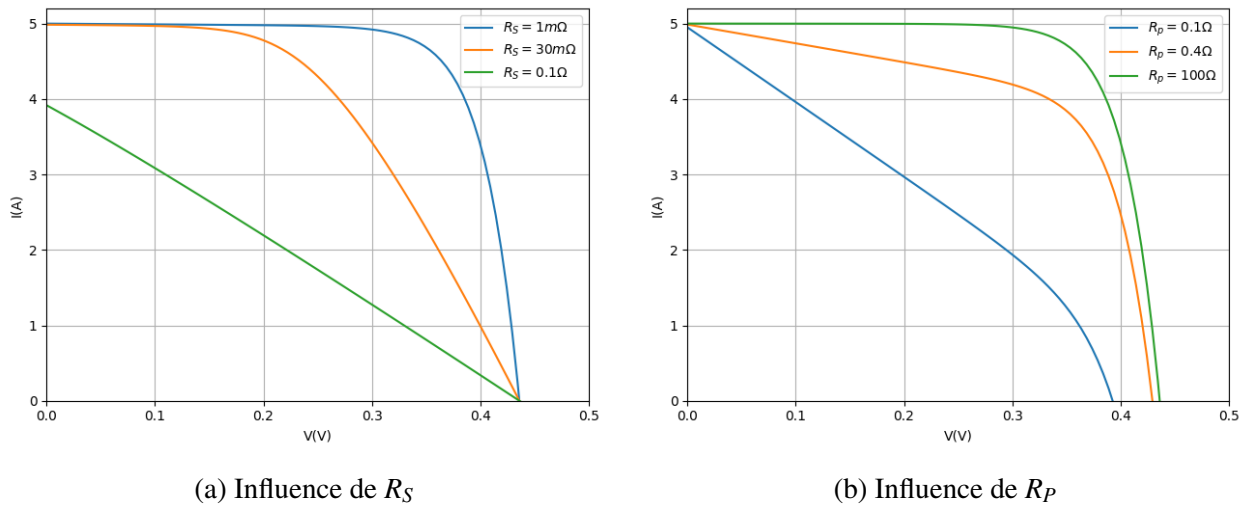 5
4
3
2
1
0
I(A)
0.0
0.1
0.2
0.3
0.4
0.5
V(V)
R_S = 1mΩ
R_S = 30mΩ
R_S = 0.1Ω
(a) Influence de R_S
5
4
3
2
1
0
I(A)
0.0
0.1
0.2
0.3
0.4
0.5
V(V)
R_p = 0.1Ω
R_p = 0.4Ω
R_p = 100Ω
(b) Influence de R_P